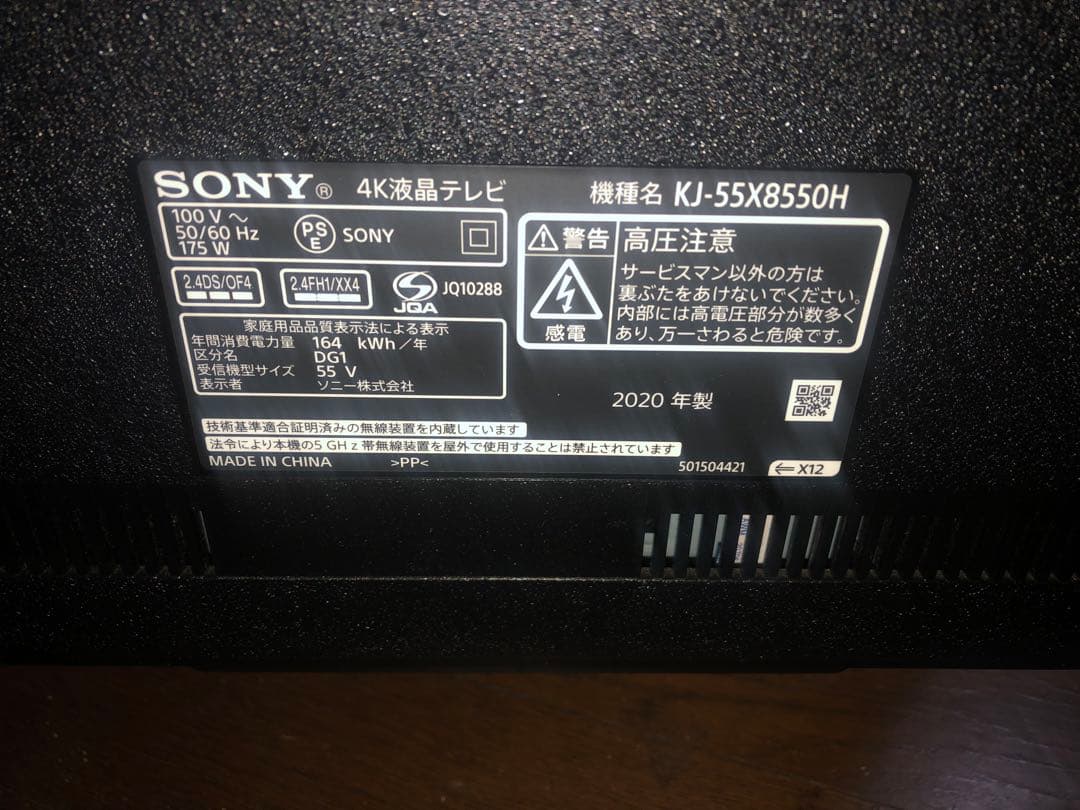 SONY® 4K液晶テレビ 機種名 KJ-55X8550H
100 V ～
50/60 Hz
175 W
PS
E
SONY
2.4DS/OF4
2.4FH1/XX4
JQA
JQ10288
家庭用品品質表示法による表示
年間消費電力量 164 kWh／年
区分名 DG1
受信機型サイズ 55 V
表示者 ソニー株式会社
警告
感電
高圧注意
サービスマン以外の方は
裏ぶたをあけないでください。
内部には高電圧部分が数多く
あり、万一さわると危険です。
2020 年製
技術基準適合証明済みの無線装置を内蔵しています
法令により本機の5 GHz 帯無線装置を屋外で使用することは禁止されています
MADE IN CHINA >PP< 501504421 ⇐ X12